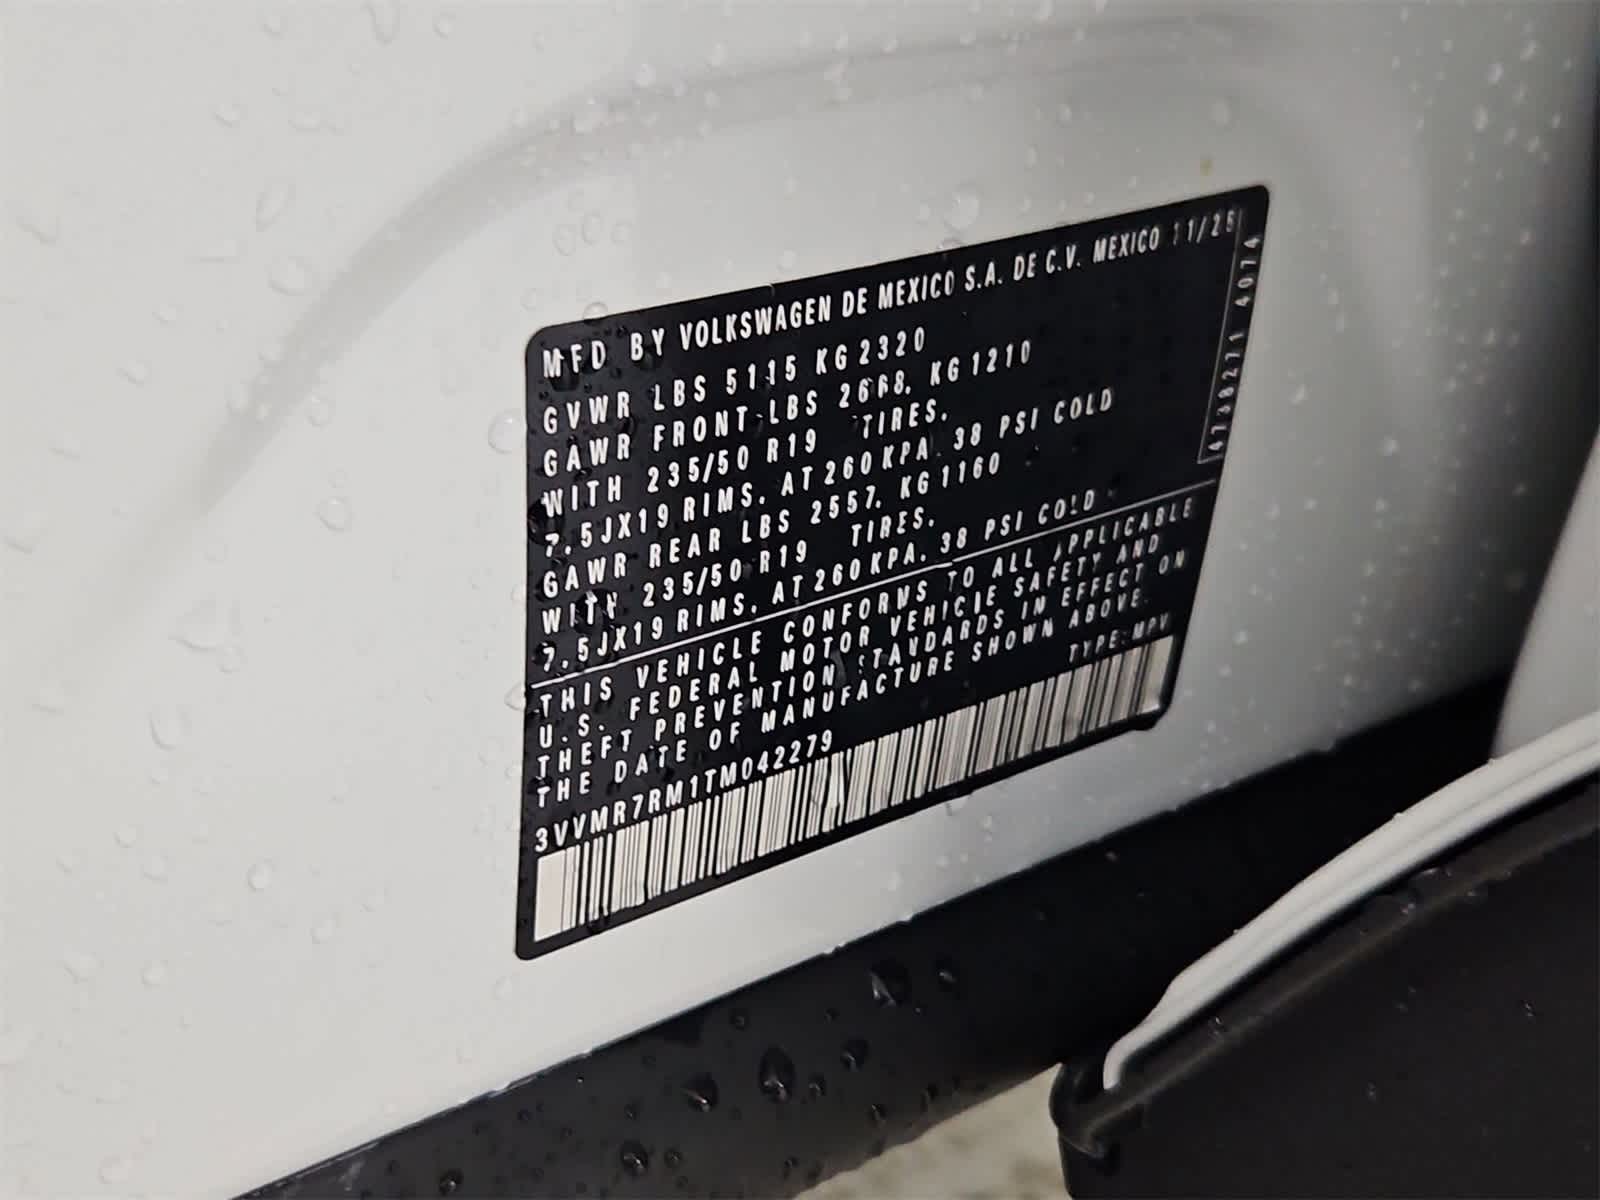 MFD BY VOLKSWAGEN DE MEXICO S.A. DE C.V. MEXICO 11/25
GVWR LBS 5115 KG 2320
GAWR FRONT LBS 2668, KG 1210
WITH 235/50 R19 TIRES,
7.5JX19 RIMS, AT 260 KPA, 38 PSI COLD
GAWR REAR LBS 2557, KG 1160
WITH 235/50 R19 TIRES,
7.5JX19 RIMS, AT 260 KPA, 38 PSI COLD
THIS VEHICLE CONFORMS TO ALL APPLICABLE
U.S. FEDERAL MOTOR VEHICLE SAFETY AND
THEFT PREVENTION STANDARDS IN EFFECT ON
THE DATE OF MANUFACTURE SHOWN ABOVE.
TYPE: MPV
3VVMR7RM1TM042279
4738271 4074